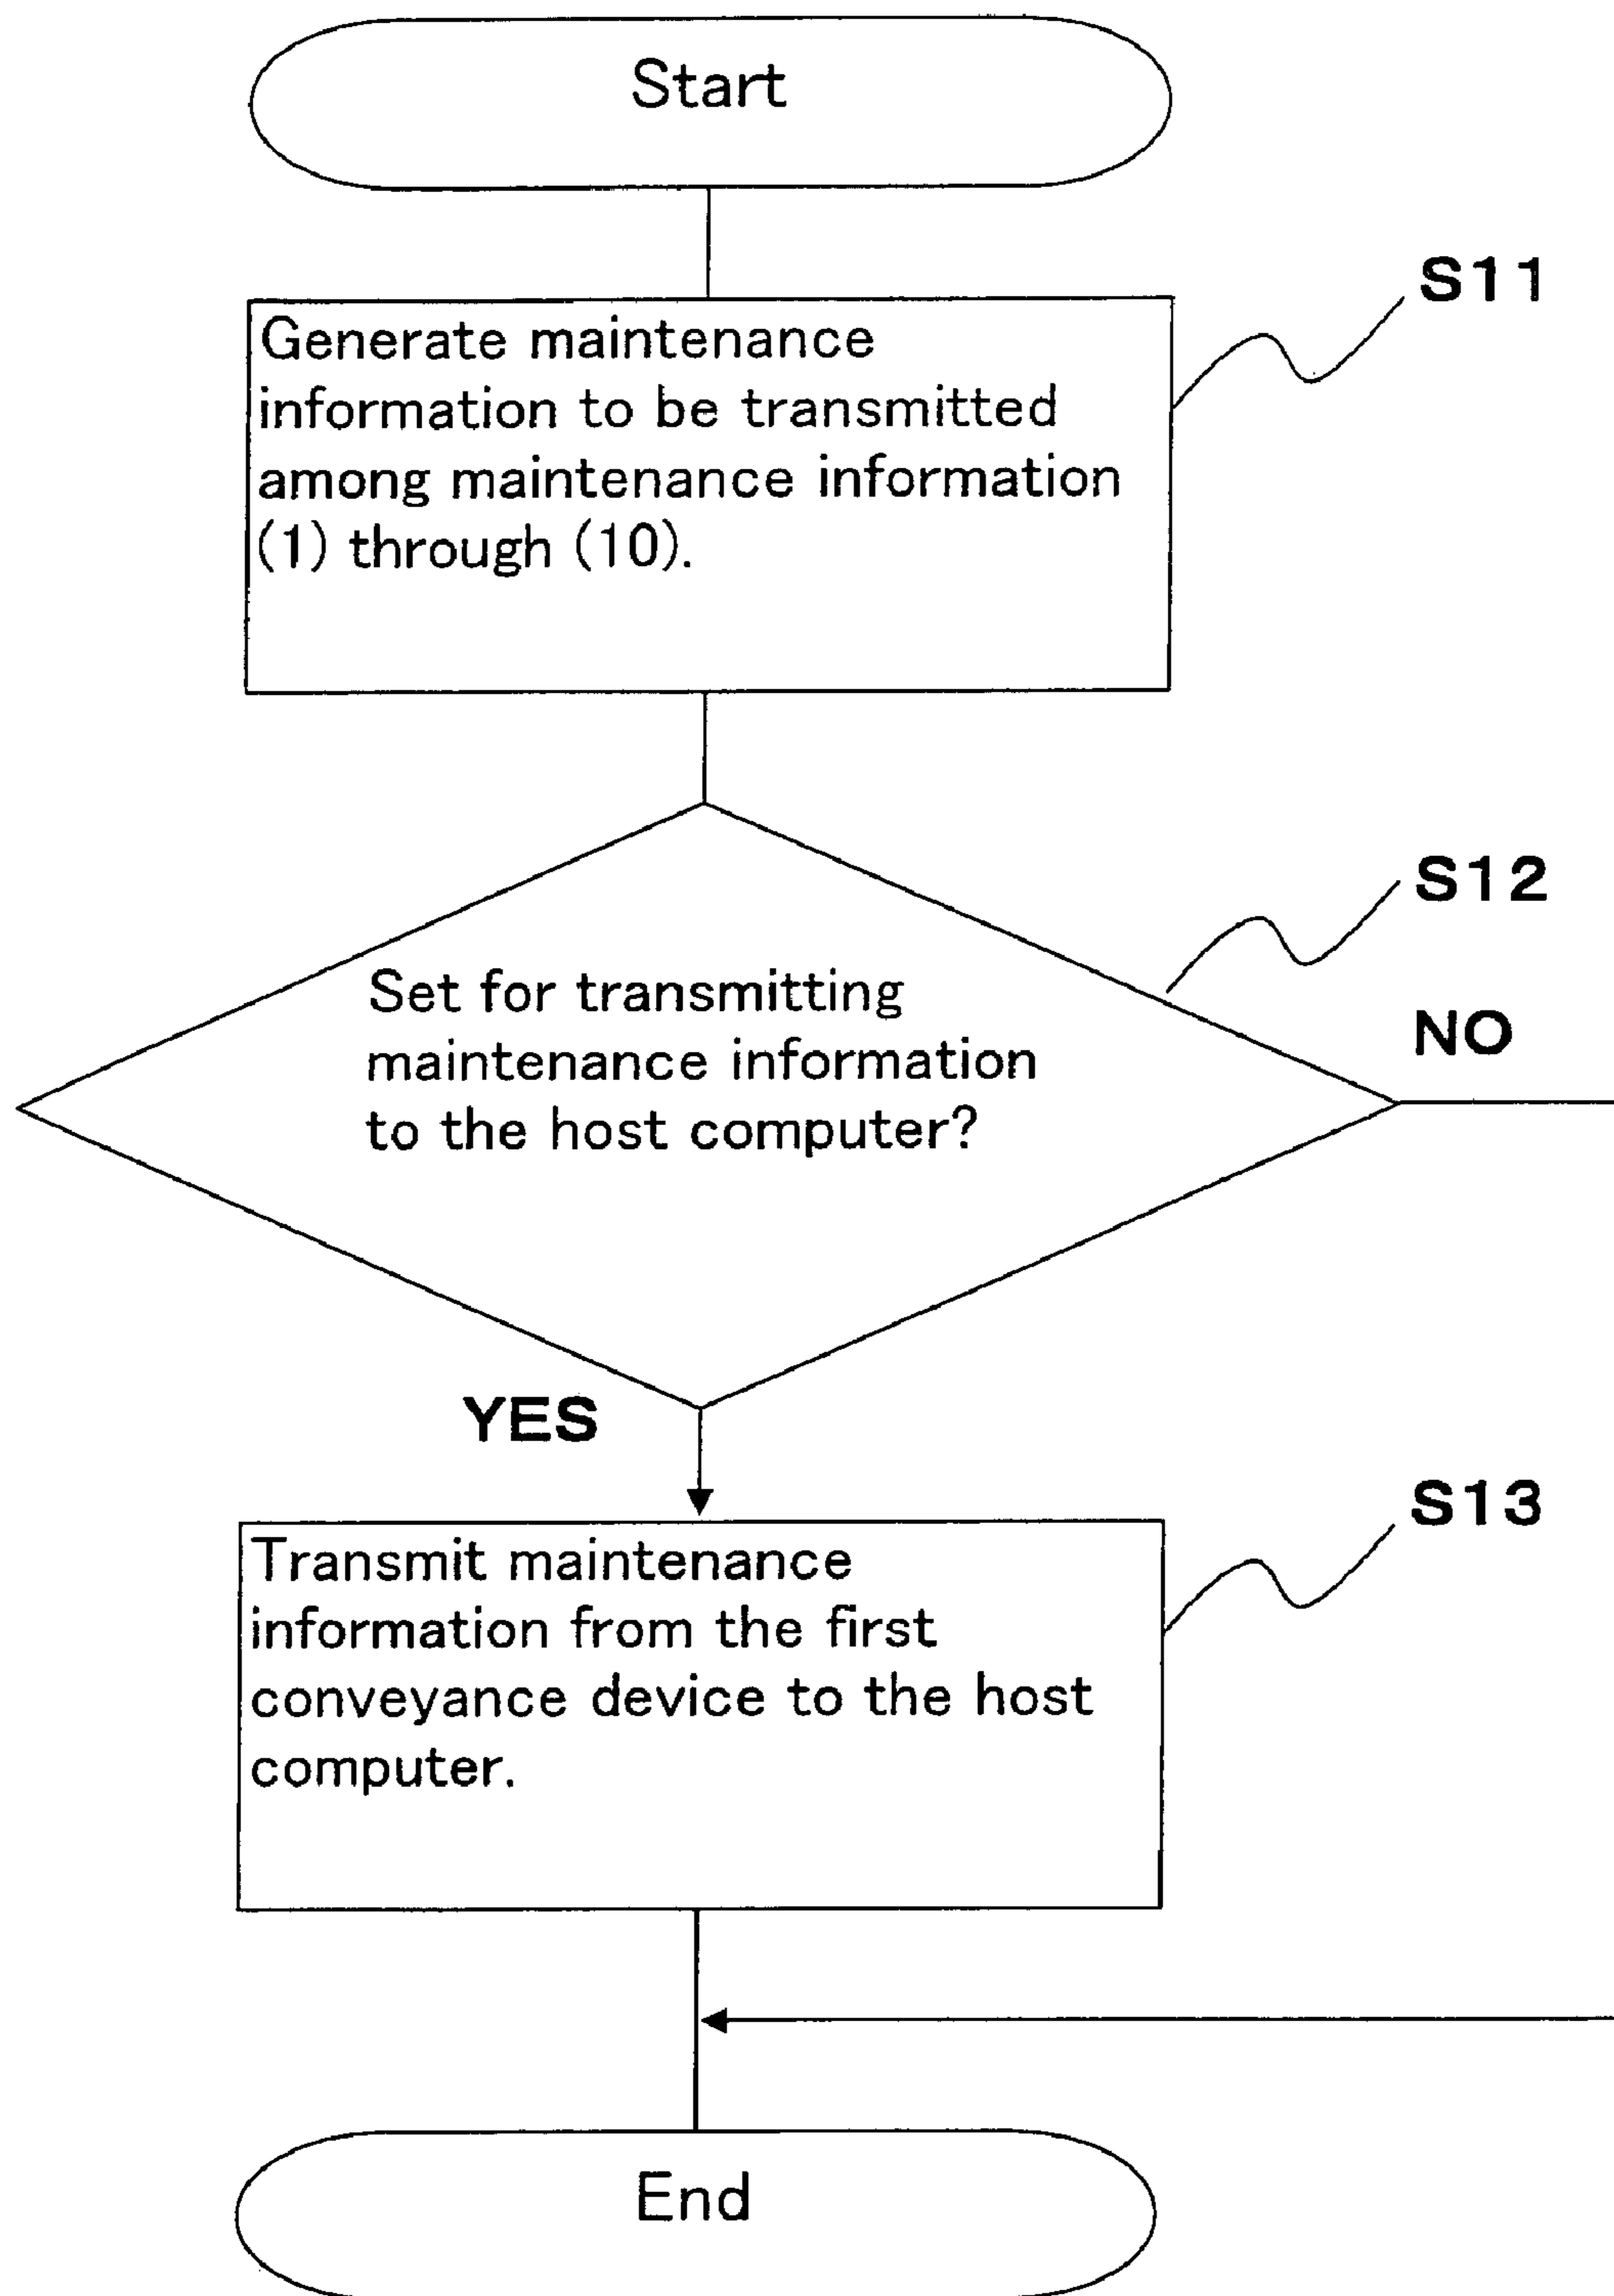 Start
S11
Generate maintenance
information to be transmitted
among maintenance information
(1) through (10).
S12
Set for transmitting
maintenance information
to the host computer?
NO
YES
S13
Transmit maintenance
information from the first
conveyance device to the host
computer.
End